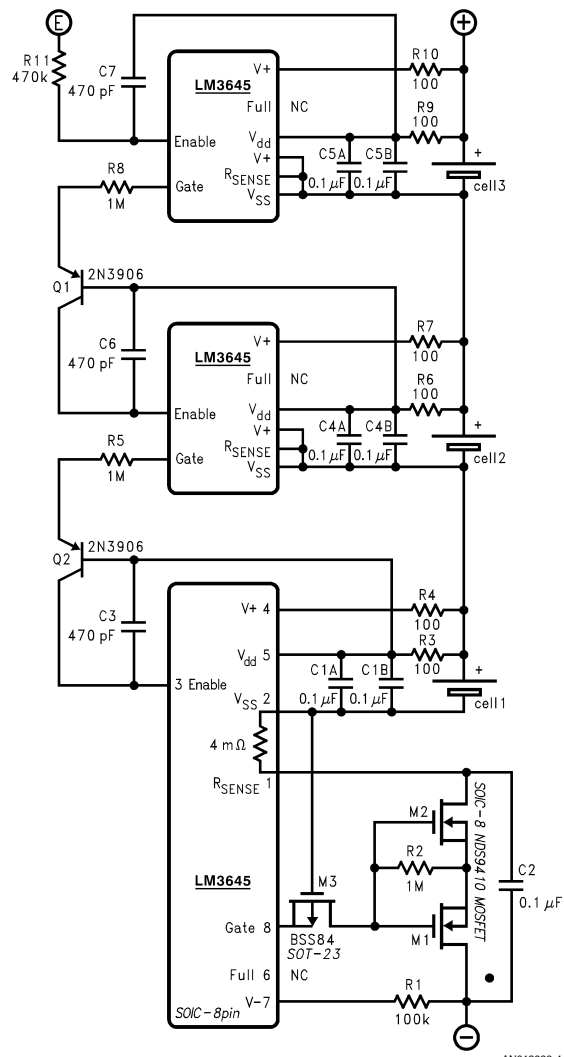 E
+
R11
470k
C7
470 pF
LM3645
V+
Full NC
Enable
Vdd
V+
RSENSE
VSS
Gate
R10
100
R9
100
C5A
C5B
0.1 µF
0.1 µF
+
cell3
R8
1M
Q1
2N3906
C6
470 pF
LM3645
V+
Full NC
Enable
Vdd
V+
RSENSE
VSS
Gate
R7
100
R6
100
C4A
C4B
0.1 µF
0.1 µF
+
cell2
R5
1M
Q2
2N3906
C3
470 pF
V+ 4
Vdd 5
3 Enable
VSS 2
4 mΩ
RSENSE 1
R4
100
R3
100
C1A
C1B
0.1 µF
0.1 µF
+
cell1
LM3645
Gate 8
Full 6 NC
V-7
SOIC-8pin
M3
BSS84
SOT-23
M2
R2
1M
M1
SOIC-8 NDS9410 MOSFET
C2
0.1 µF
R1
100k
−